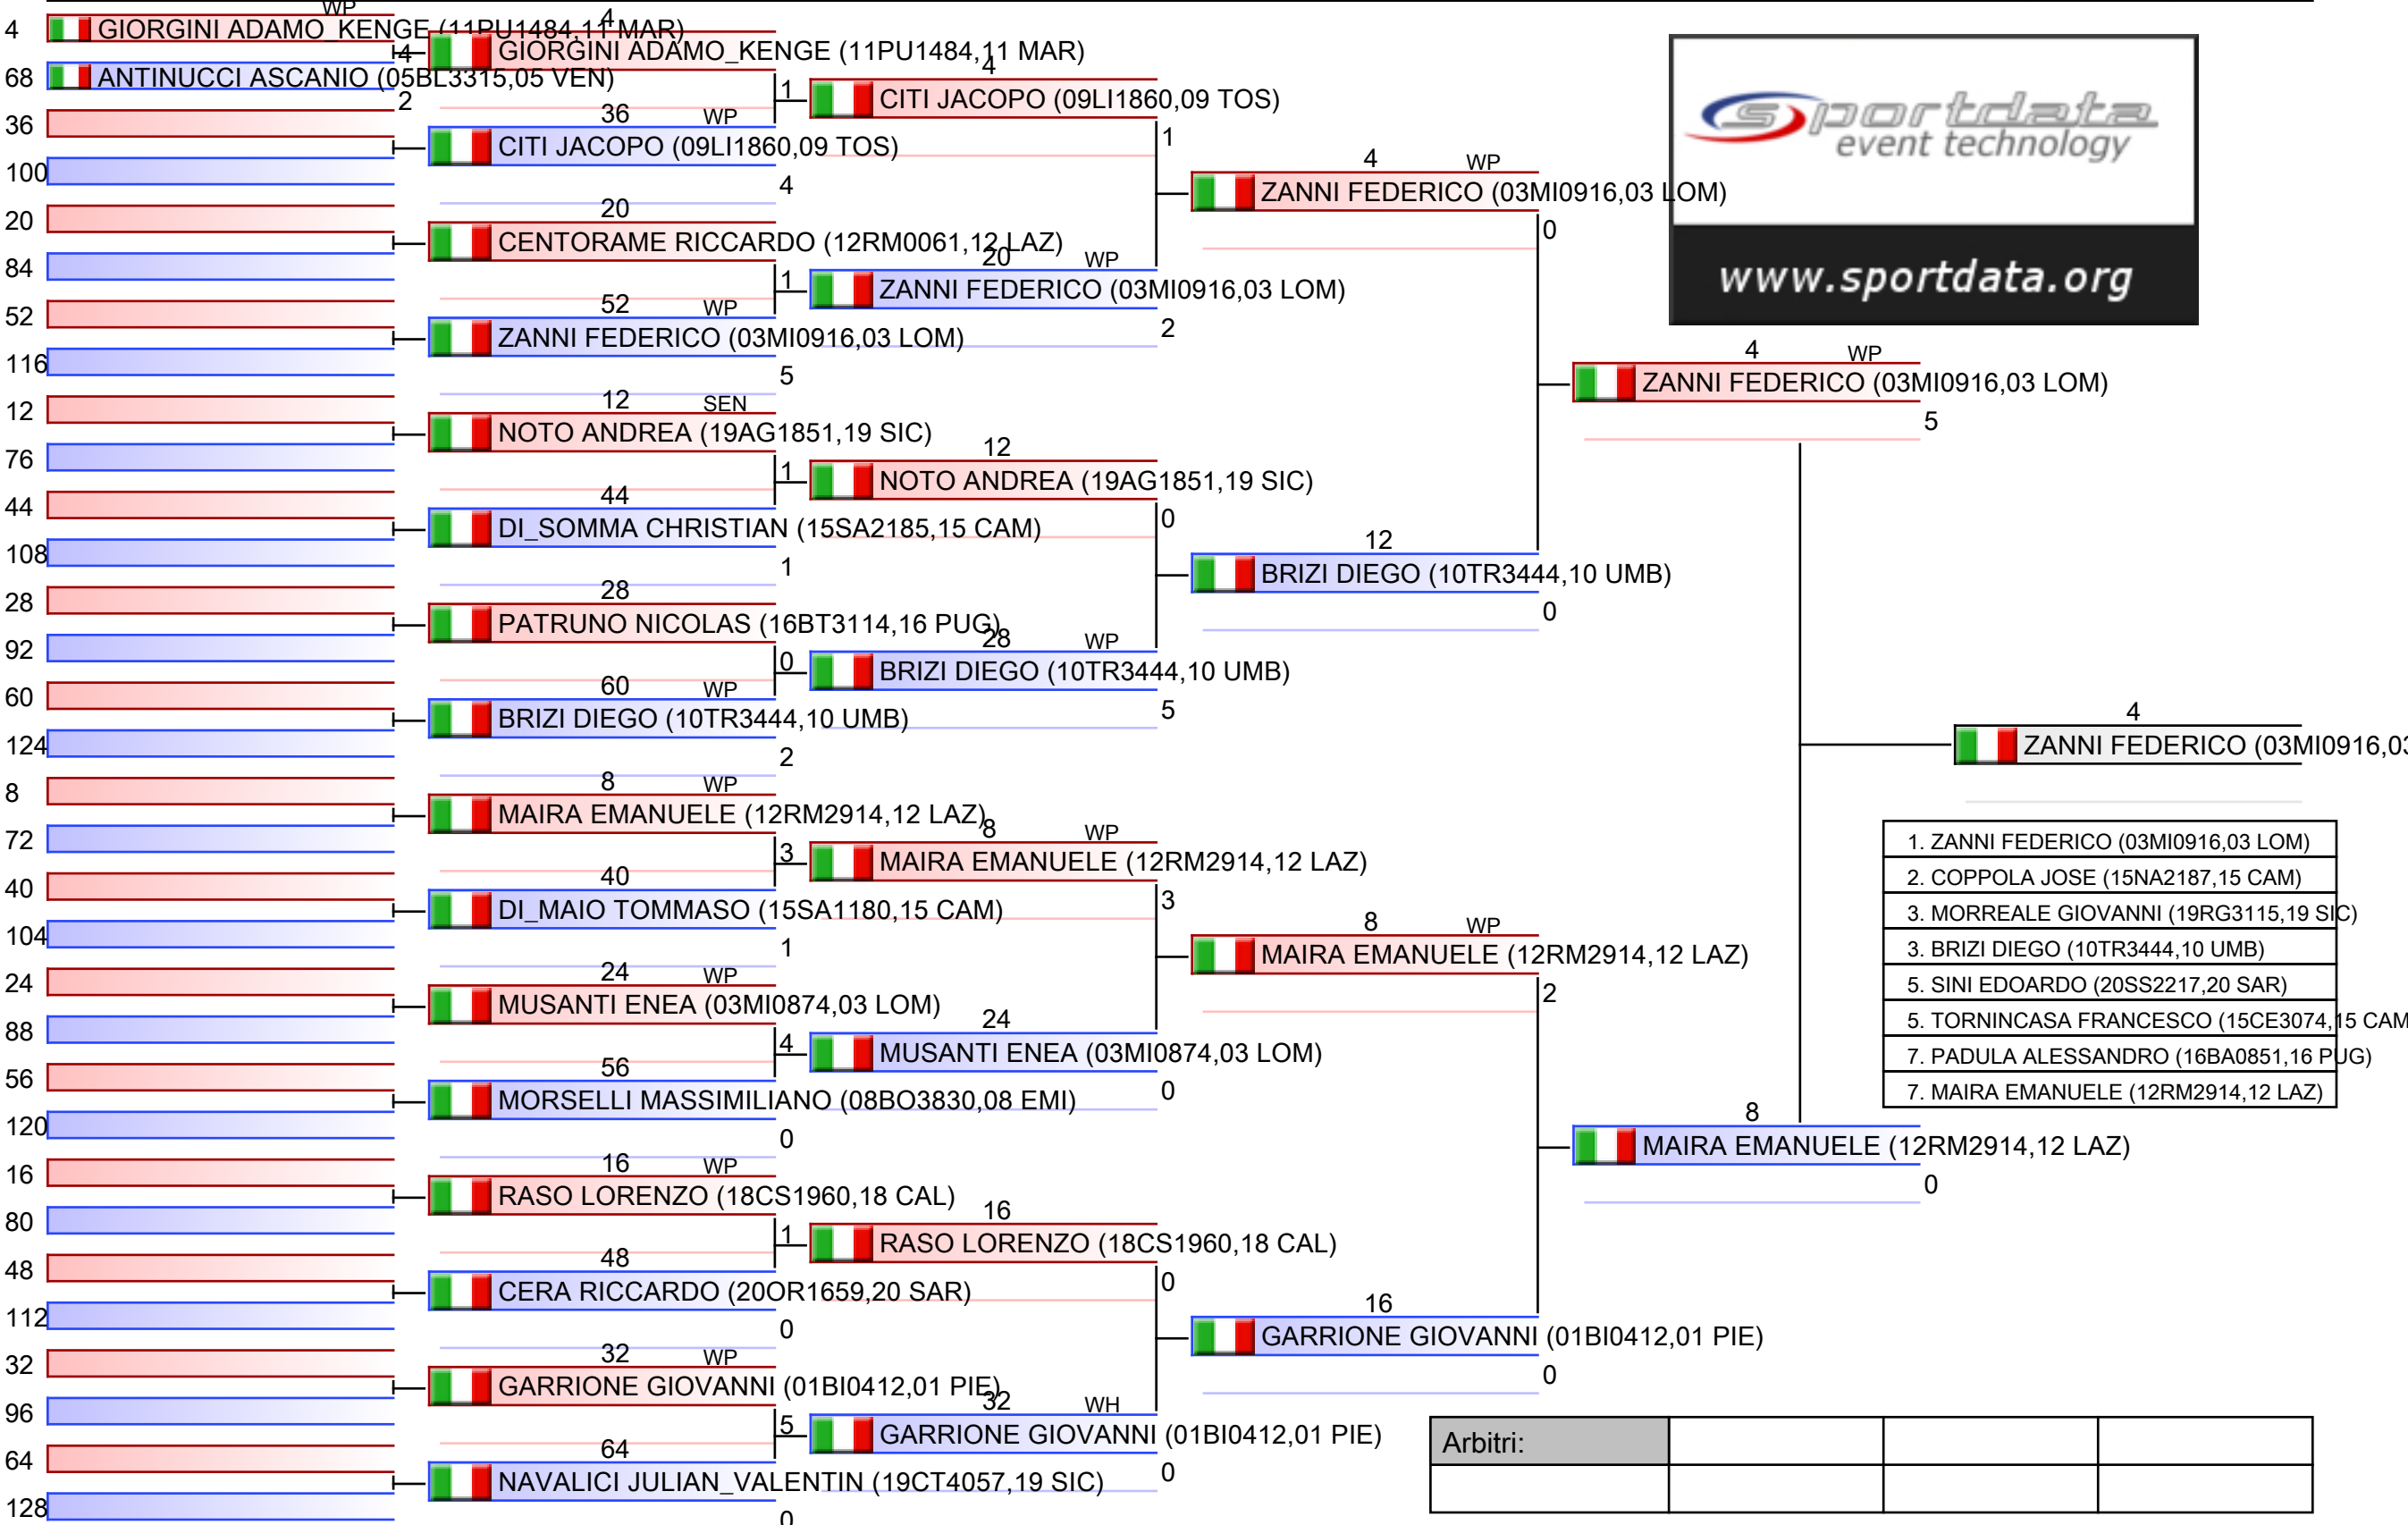 WP
4
4 GIORGINI ADAMO_KENGE (11PU1484,11 MAR)
4
GIORGINI ADAMO_KENGE (11PU1484,11 MAR)
4
68 ANTINUCCI ASCANIO (05BL3315,05 VEN)
1
CITI JACOPO (09LI1860,09 TOS)
2
36
36 WP
1
CITI JACOPO (09LI1860,09 TOS)
4 WP
100
4
ZANNI FEDERICO (03MI0916,03 LOM)
sportdata
event technology
www.sportdata.org
20
20
0
CENTORAME RICCARDO (12RM0061,12 LAZ)
20 WP
84
1
ZANNI FEDERICO (03MI0916,03 LOM)
52
52 WP
2
ZANNI FEDERICO (03MI0916,03 LOM)
4 WP
116
5
ZANNI FEDERICO (03MI0916,03 LOM)
12
12 SEN
5
NOTO ANDREA (19AG1851,19 SIC)
12
76
1
NOTO ANDREA (19AG1851,19 SIC)
44
44
0
DI_SOMMA CHRISTIAN (15SA2185,15 CAM)
12
108
1
BRIZI DIEGO (10TR3444,10 UMB)
28
28
0
PATRUNO NICOLAS (16BT3114,16 PUG)
28 WP
92
0
BRIZI DIEGO (10TR3444,10 UMB)
60
60 WP
5
4
BRIZI DIEGO (10TR3444,10 UMB)
124
2
ZANNI FEDERICO (03MI0916,03
8
8 WP
MAIRA EMANUELE (12RM2914,12 LAZ)
8 WP
72
3
MAIRA EMANUELE (12RM2914,12 LAZ)
40
40
3
DI_MAIO TOMMASO (15SA1180,15 CAM)
8 WP
104
1
MAIRA EMANUELE (12RM2914,12 LAZ)
24
24 WP
2
MUSANTI ENEA (03MI0874,03 LOM)
24
88
4
MUSANTI ENEA (03MI0874,03 LOM)
56
56
0
MORSELLI MASSIMILIANO (08BO3830,08 EMI)
1. ZANNI FEDERICO (03MI0916,03 LOM)
2. COPPOLA JOSE (15NA2187,15 CAM)
3. MORREALE GIOVANNI (19RG3115,19 SIC)
3. BRIZI DIEGO (10TR3444,10 UMB)
5. SINI EDOARDO (20SS2217,20 SAR)
5. TORNINCASA FRANCESCO (15CE3074,15 CAM
7. PADULA ALESSANDRO (16BA0851,16 PUG)
7. MAIRA EMANUELE (12RM2914,12 LAZ)
8
120
0
MAIRA EMANUELE (12RM2914,12 LAZ)
16
16 WP
0
RASO LORENZO (18CS1960,18 CAL)
16
80
1
RASO LORENZO (18CS1960,18 CAL)
48
48
0
CERA RICCARDO (20OR1659,20 SAR)
16
112
0
GARRIONE GIOVANNI (01BI0412,01 PIE)
32
32 WP
0
GARRIONE GIOVANNI (01BI0412,01 PIE)
32 WH
96
5
GARRIONE GIOVANNI (01BI0412,01 PIE)
Arbitri:
64
64
0
NAVALICI JULIAN_VALENTIN (19CT4057,19 SIC)
128
0